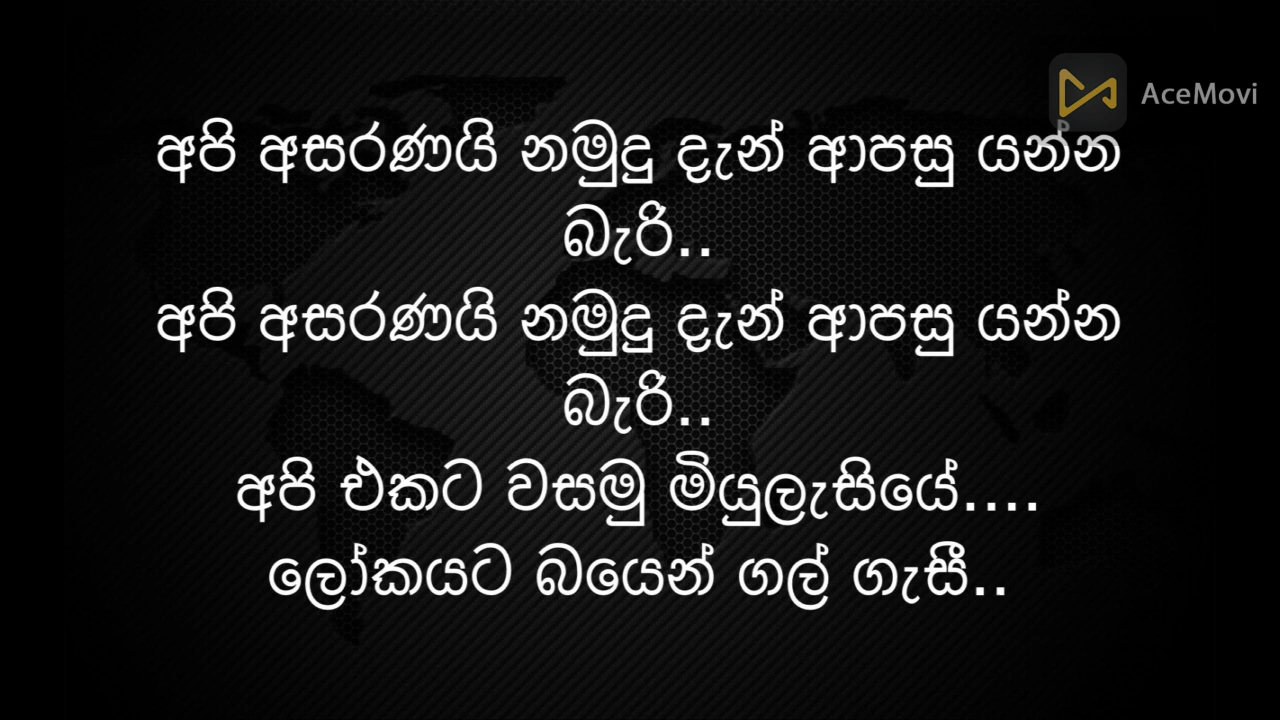 AceMovi
P
අපි අසරණයි නමුදු දැන් ආපසු යන්න
බැරි..
අපි අසරණයි නමුදු දැන් ආපසු යන්න
බැරි..
අපි එකට වසමු මියුලැසියේ....
ලෝකයට බයෙන් ගල් ගැසී..